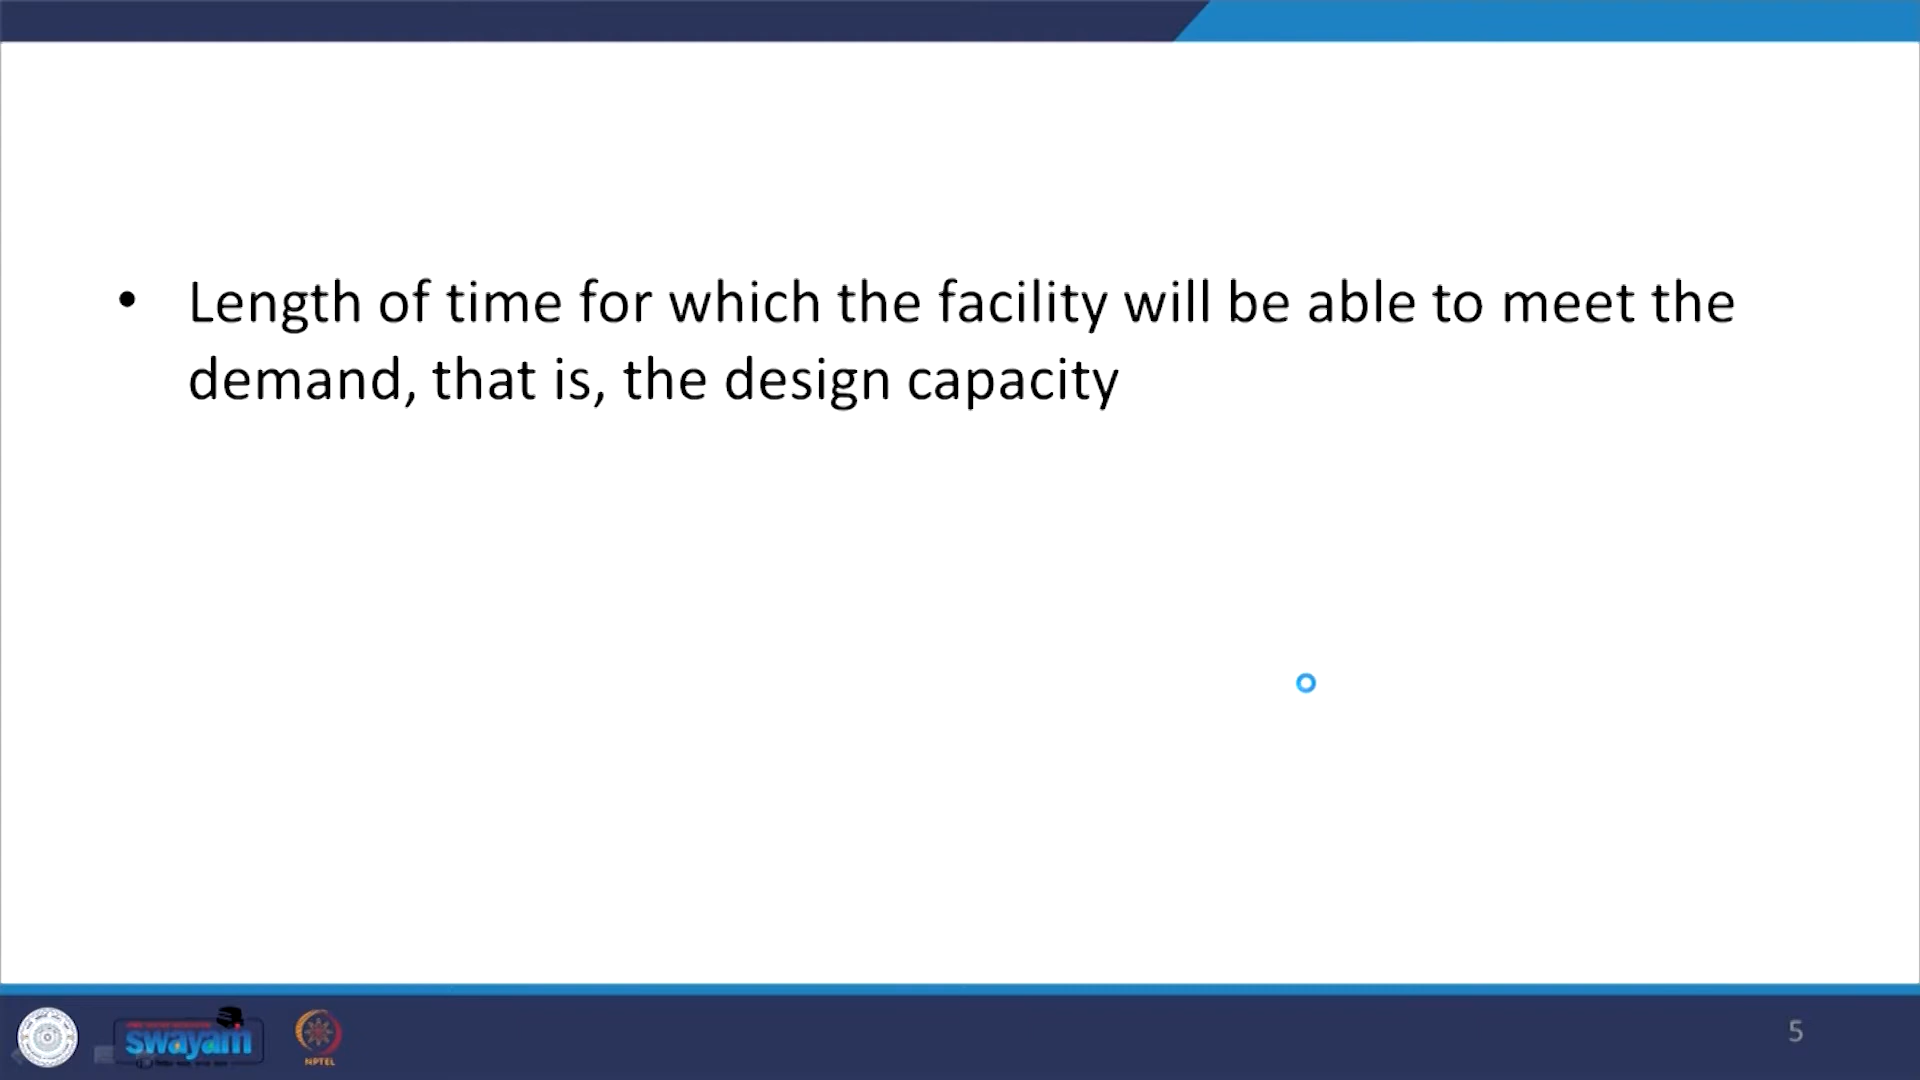 • Length of time for which the facility will be able to meet the
demand, that is, the design capacity
swayam
NPTEL
5